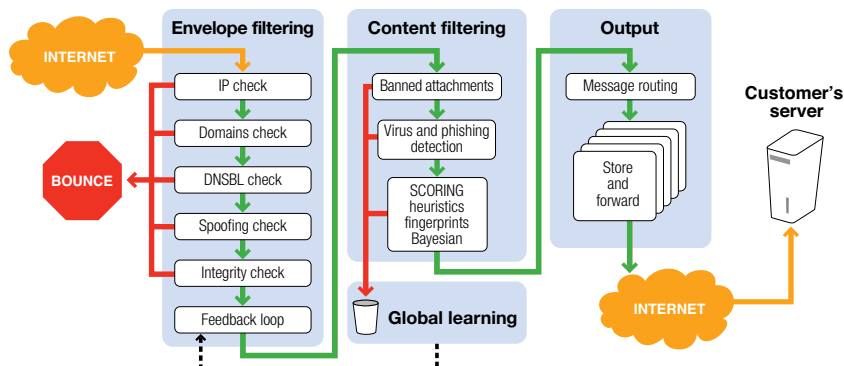 Envelope filtering
INTERNET
IP check
Domains check
DNSBL check
Spoofing check
Integrity check
Feedback loop
BOUNCE
Content filtering
Banned attachments
Virus and phishing
detection
SCORING
heuristics
fingerprints
Bayesian
Global learning
Output
Message routing
Store
and
forward
INTERNET
Customer's
server